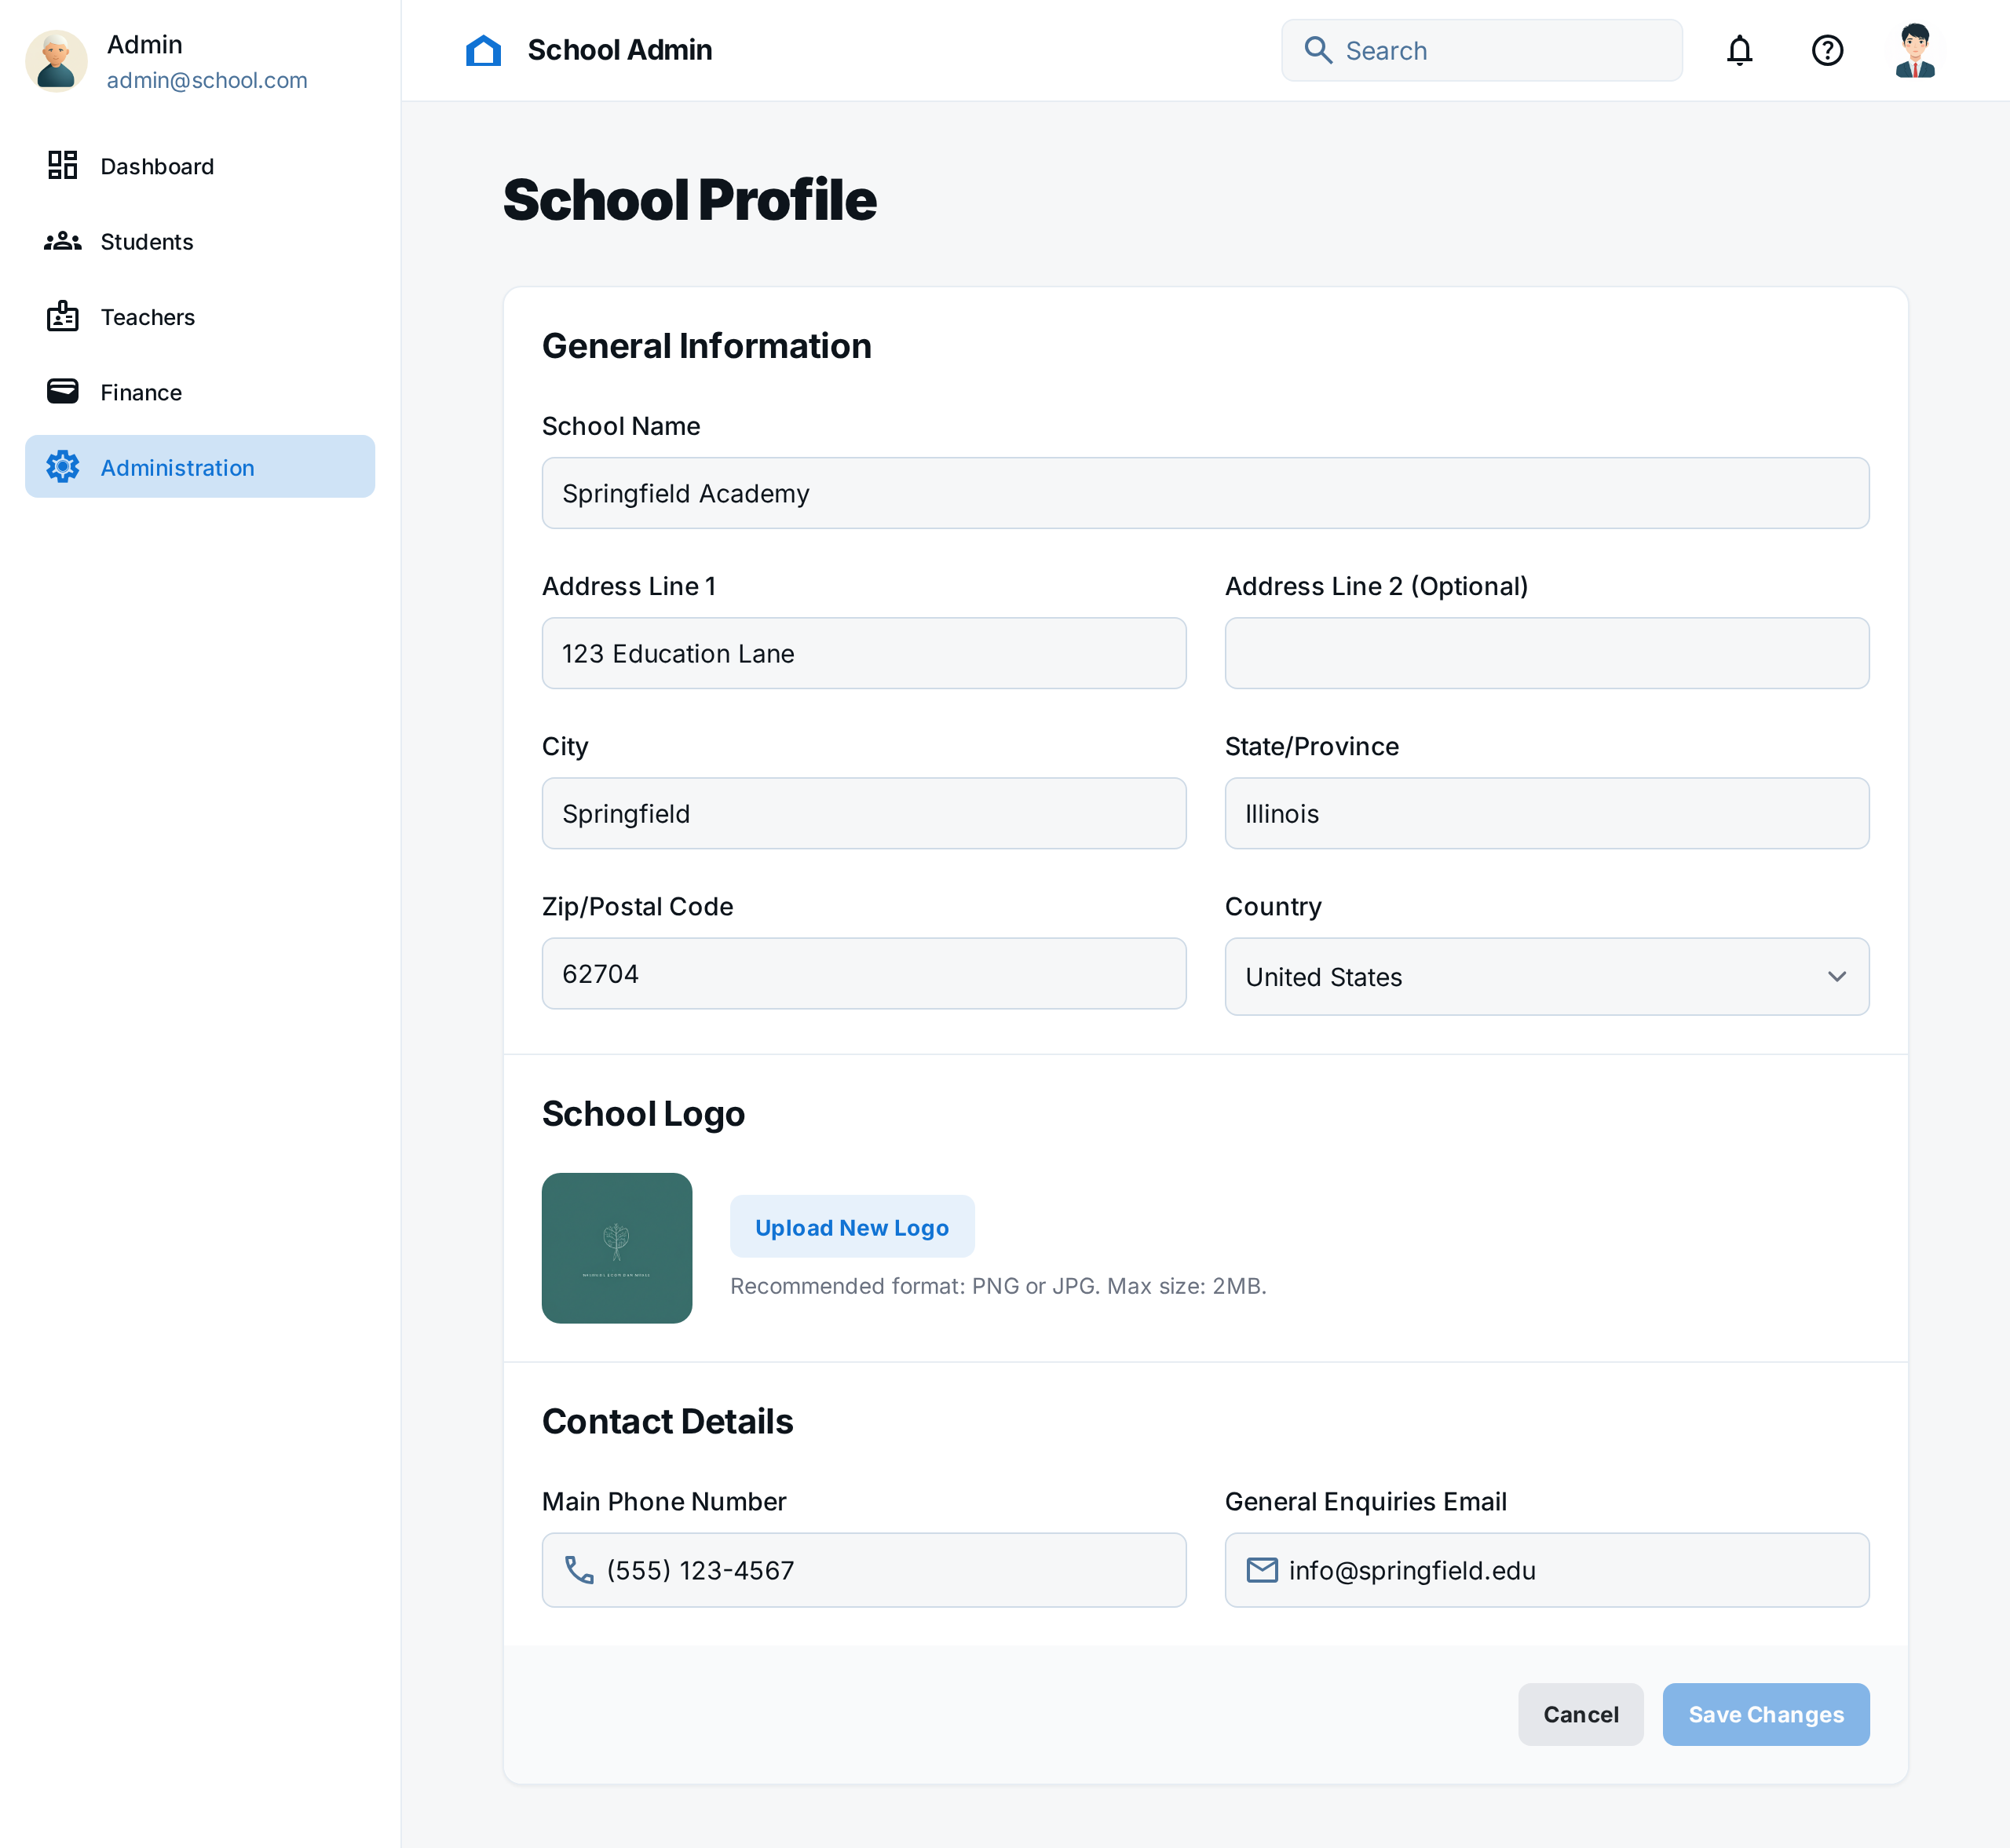 Admin
admin@school.com
Dashboard
Students
Teachers
Finance
Administration
School Admin
Search
School Profile
General Information
School Name
Springfield Academy
Address Line 1
Address Line 2 (Optional)
123 Education Lane
City
State/Province
Springfield
Illinois
Zip/Postal Code
Country
62704
United States
School Logo
Upload New Logo
Recommended format: PNG or JPG. Max size: 2MB.
Contact Details
Main Phone Number
General Enquiries Email
(555) 123-4567
info@springfield.edu
Cancel
Save Changes